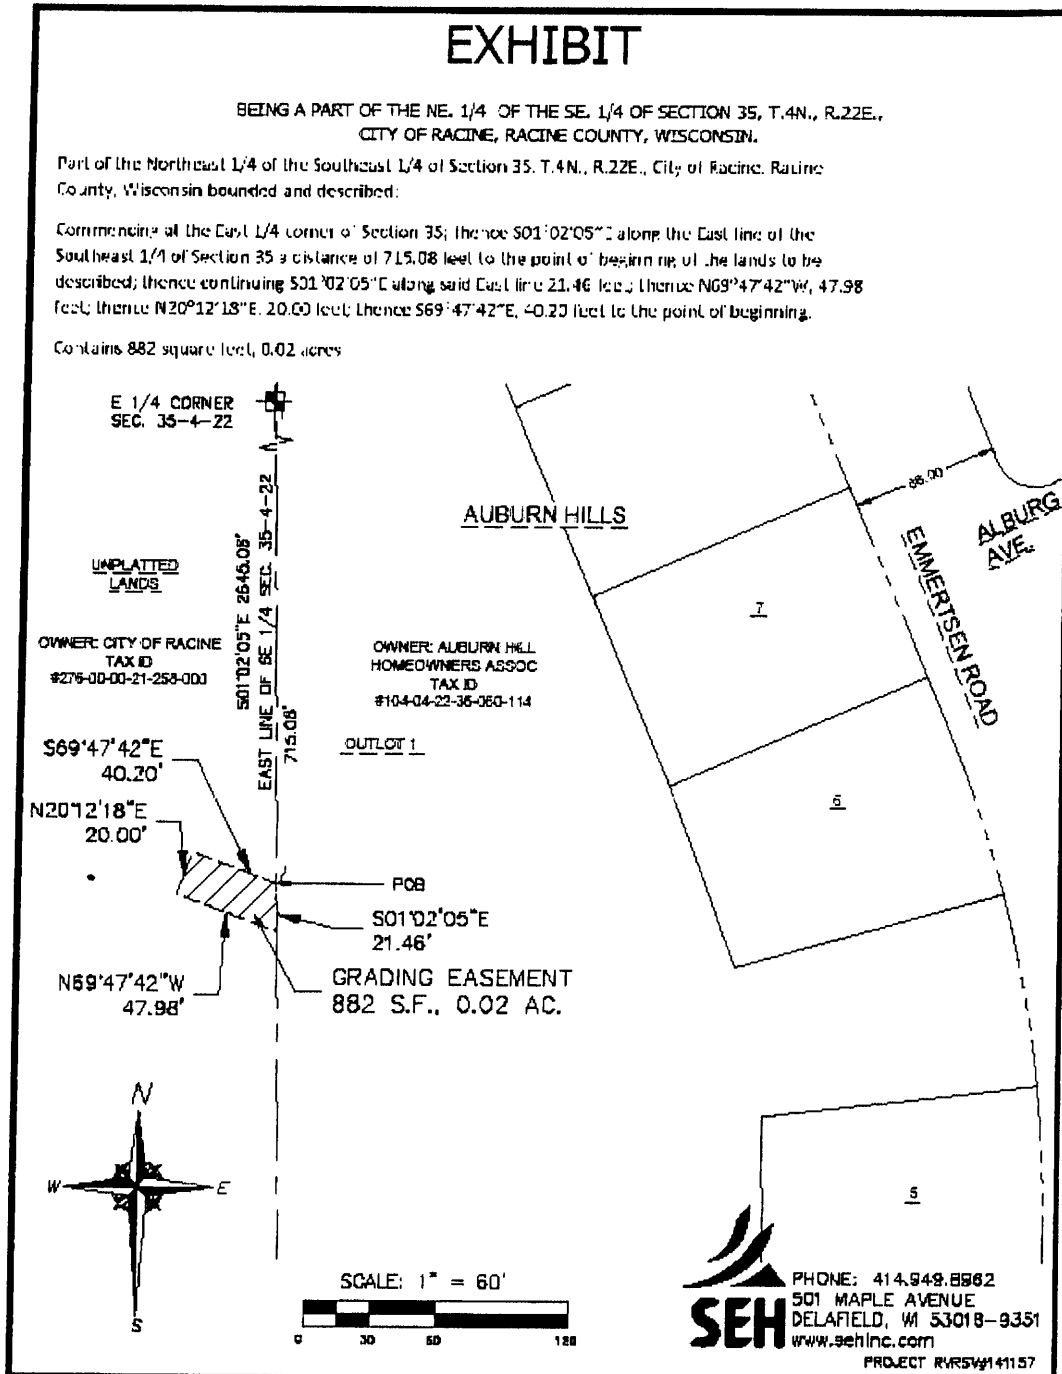 EXHIBIT
BEING A PART OF THE NE. 1/4 OF THE SE. 1/4 OF SECTION 35, T.4N., R.22E.,
CITY OF RACINE, RACINE COUNTY, WISCONSIN.
Part of the Northeast 1/4 of the Southeast 1/4 of Section 35, T.4N., R.22E., City of Racine, Racine
County, Wisconsin bounded and described:
Commencing at the East 1/4 corner of Section 35; thence S01°02'05"E along the East line of the
Southeast 1/4 of Section 35 a distance of 715.08 feet to the point of beginning of the lands to be
described; thence continuing S01°02'05"E along said East line 21.46 feet; thence N69°47'42"W, 47.98
feet; thence N20°12'18"E, 20.00 feet; thence S69°47'42"E, 40.20 feet to the point of beginning.
Contains 882 square feet, 0.02 acres
E 1/4 CORNER
SEC. 35-4-22
S01°02'05"E 2646.08'
EAST LINE OF SE 1/4 SEC. 35-4-22
715.08'
AUBURN HILLS
UNPLATTED
LANDS
OWNER: CITY OF RACINE
TAX ID
#276-00-00-21-258-000
OWNER: AUBURN HILL
HOMEOWNERS ASSOC
TAX ID
#104-04-22-36-060-114
OUTLOT 1
7
6
5
EMMERTSEN ROAD
ALBURG
AVE.
S69°47'42"E
40.20'
N20°12'18"E
20.00'
POB
S01°02'05"E
21.46'
N69°47'42"W
47.98'
GRADING EASEMENT
882 S.F., 0.02 AC.
N
W
E
S
SCALE: 1" = 60'
0 30 60 120
SEH
PHONE: 414.949.8962
501 MAPLE AVENUE
DELAFIELD, WI 53018-9351
www.sehinc.com
PROJECT